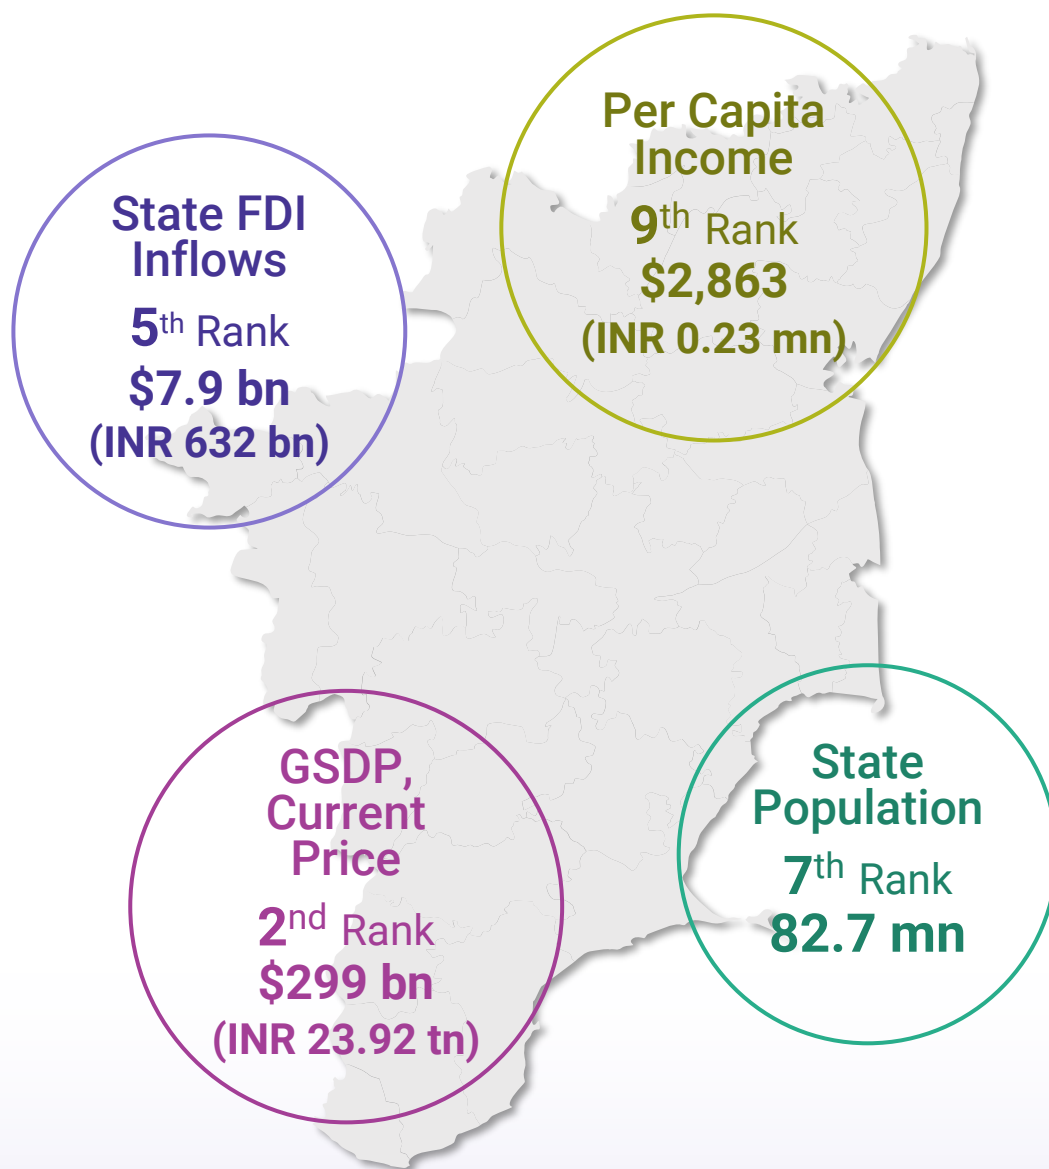 Per Capita
Income
9th Rank
$2,863
(INR 0.23 mn)
State FDI
Inflows
5th Rank
$7.9 bn
(INR 632 bn)
GSDP,
Current
Price
2nd Rank
$299 bn
(INR 23.92 tn)
State
Population
7th Rank
82.7 mn